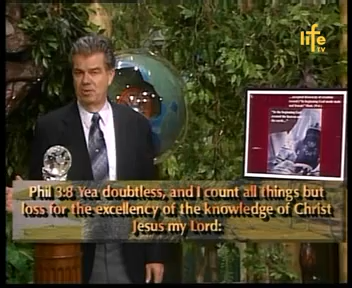 life
TV
Phil 3:8 Yea doubtless, and I count all things but
loss for the excellency of the knowledge of Christ
Jesus my Lord: